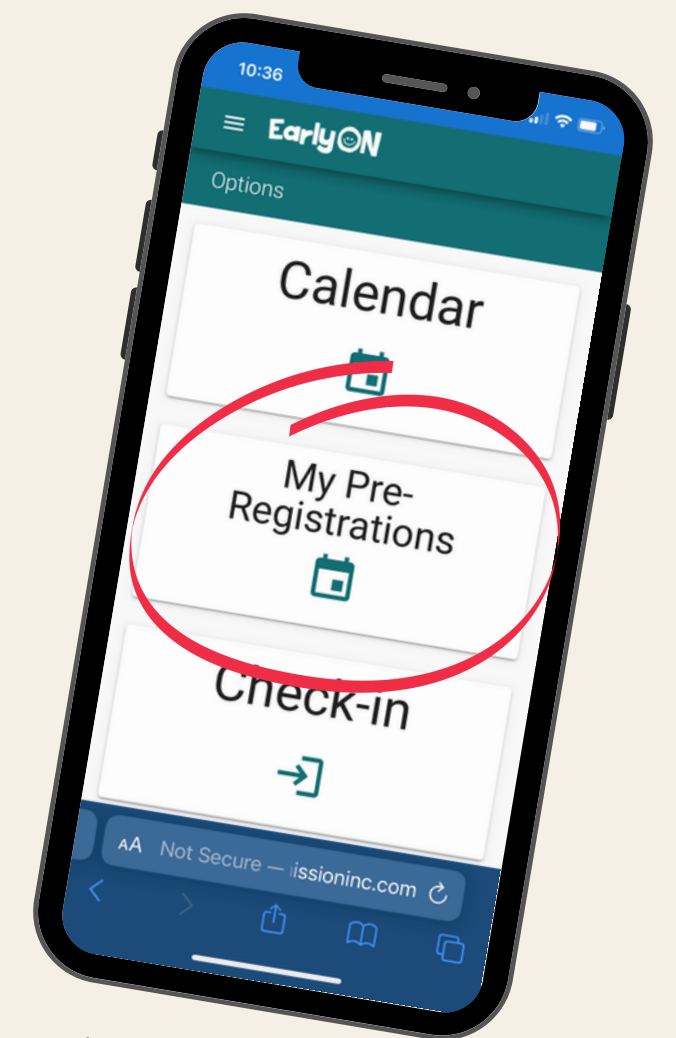 10:36
EarlyON
Options
Calendar
My Pre-
Registrations
Check-in
AA Not Secure — issioninc.com